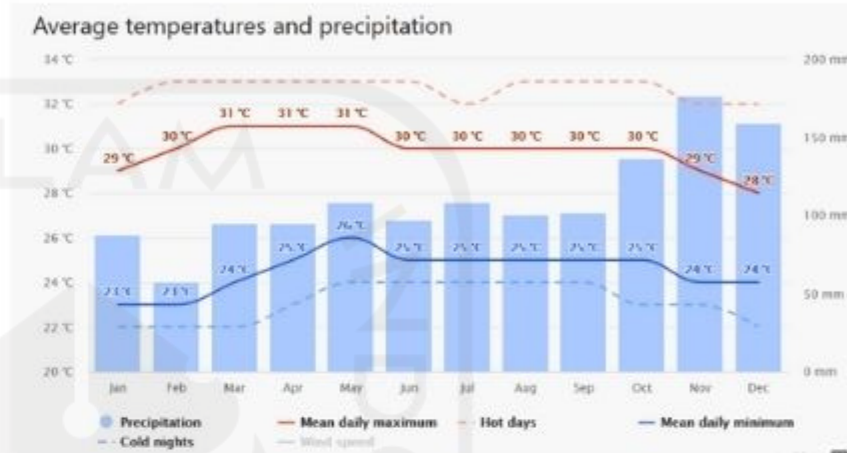 Average temperatures and precipitation
34 °C 200 mm
32 °C
31 °C 31 °C 31 °C
30 °C 30 °C 30 °C 30 °C 30 °C 30 °C
29 °C 29 °C
150 mm
30 °C
28 °C
28 °C
100 mm
26 °C
26 °C
25 °C 25 °C 25 °C 25 °C 25 °C 25 °C
24 °C 24 °C 24 °C
24 °C
23 °C 23 °C
50 mm
22 °C
20 °C 0 mm
Jan Feb Mar Apr May Jun Jul Aug Sep Oct Nov Dec
Precipitation Mean daily maximum Hot days Mean daily minimum
Cold nights Wind speed
LAM